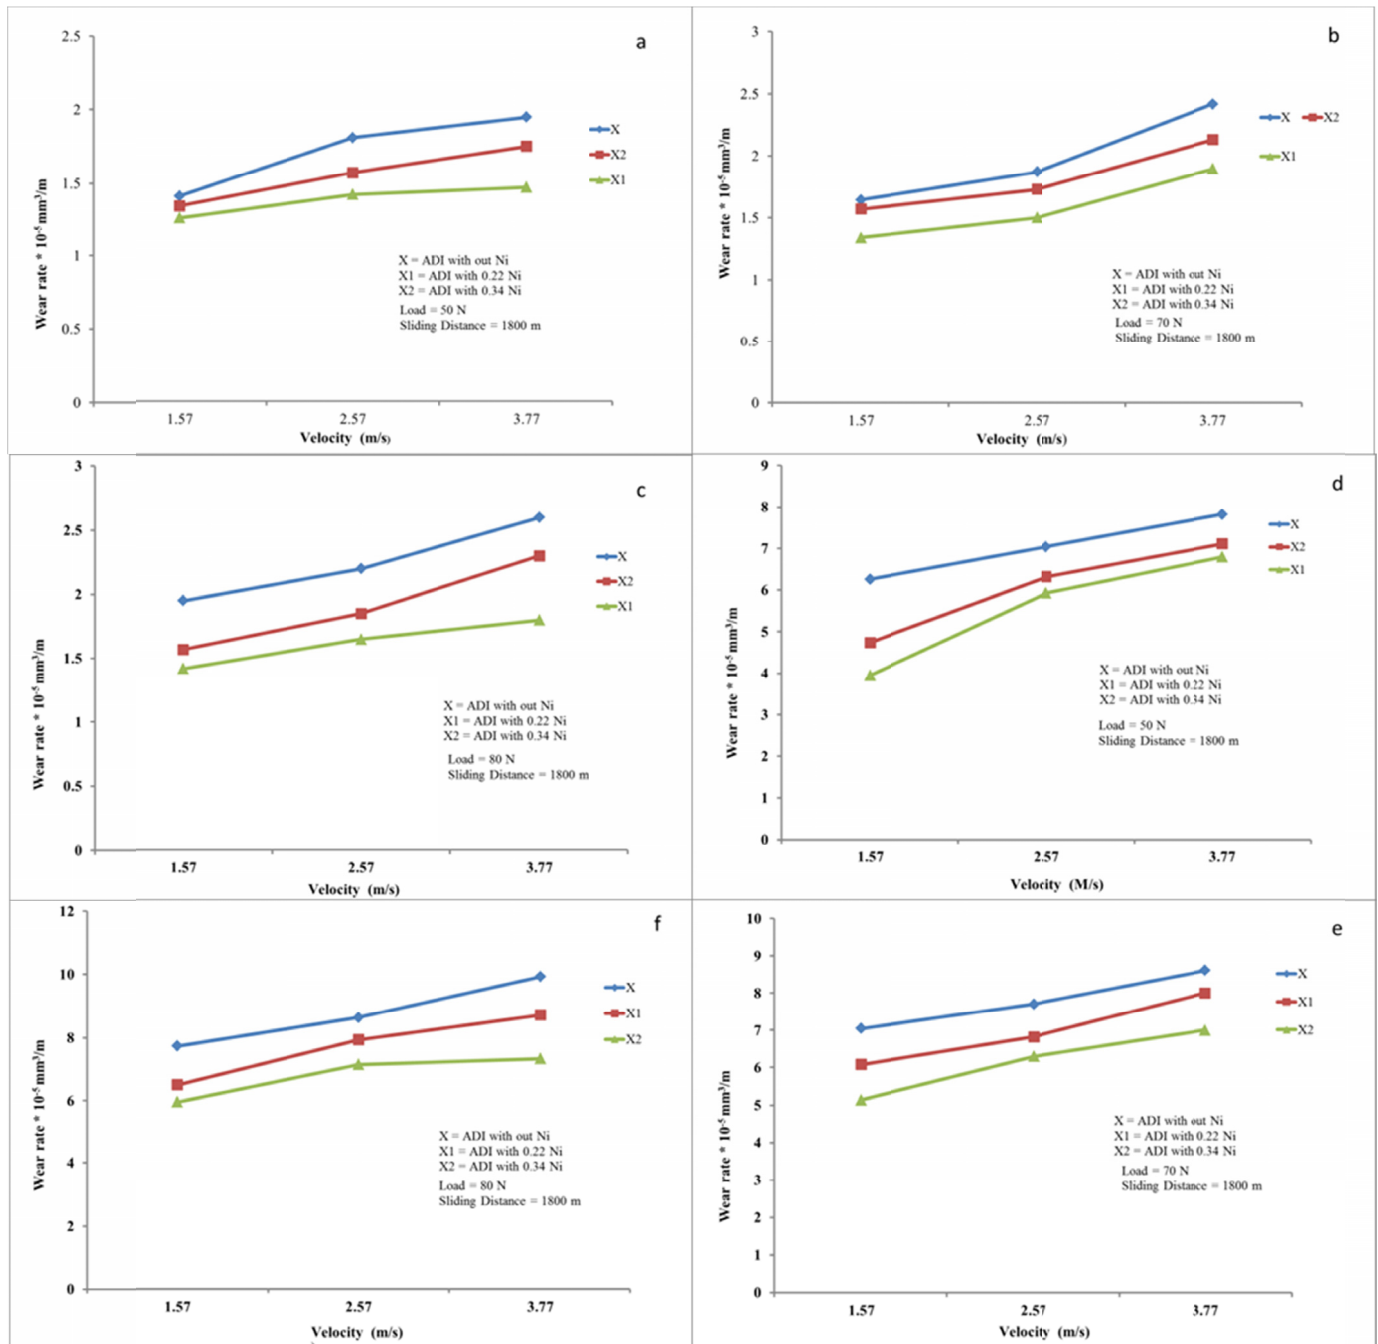 a
2.5
2
1.5
1
0.5
0
Wear rate * 10⁻⁵ mm³/m
X
X2
X1
X = ADI with out Ni
X1 = ADI with 0.22 Ni
X2 = ADI with 0.34 Ni
Load = 50 N
Sliding Distance = 1800 m
1.57 2.57 3.77
Velocity (m/s)
b
3
2.5
2
1.5
1
0.5
0
Wear rate * 10⁻⁵ mm³/m
X X2
X1
X = ADI with out Ni
X1 = ADI with 0.22 Ni
X2 = ADI with 0.34 Ni
Load = 70 N
Sliding Distance = 1800 m
1.57 2.57 3.77
Velocity (m/s)
c
3
2.5
2
1.5
1
0.5
0
Wear rate * 10⁻⁵ mm³/m
X
X2
X1
X = ADI with out Ni
X1 = ADI with 0.22 Ni
X2 = ADI with 0.34 Ni
Load = 80 N
Sliding Distance = 1800 m
1.57 2.57 3.77
Velocity (m/s)
d
9
8
7
6
5
4
3
2
1
0
Wear rate * 10⁻⁵ mm³/m
X
X2
X1
X = ADI with out Ni
X1 = ADI with 0.22 Ni
X2 = ADI with 0.34 Ni
Load = 50 N
Sliding Distance = 1800 m
1.57 2.57 3.77
Velocity (M/s)
f
12
10
8
6
4
2
0
Wear rate * 10⁻⁵ mm³/m
X
X1
X2
X = ADI with out Ni
X1 = ADI with 0.22 Ni
X2 = ADI with 0.34 Ni
Load = 80 N
Sliding Distance = 1800 m
1.57 2.57 3.77
Velocity (m/s)
e
10
9
8
7
6
5
4
3
2
1
0
Wear rate * 10⁻⁵ mm³/m
X
X1
X2
X = ADI with out Ni
X1 = ADI with 0.22 Ni
X2 = ADI with 0.34 Ni
Load = 70 N
Sliding Distance = 1800 m
1.57 2.57 3.77
Velocity (m/s)